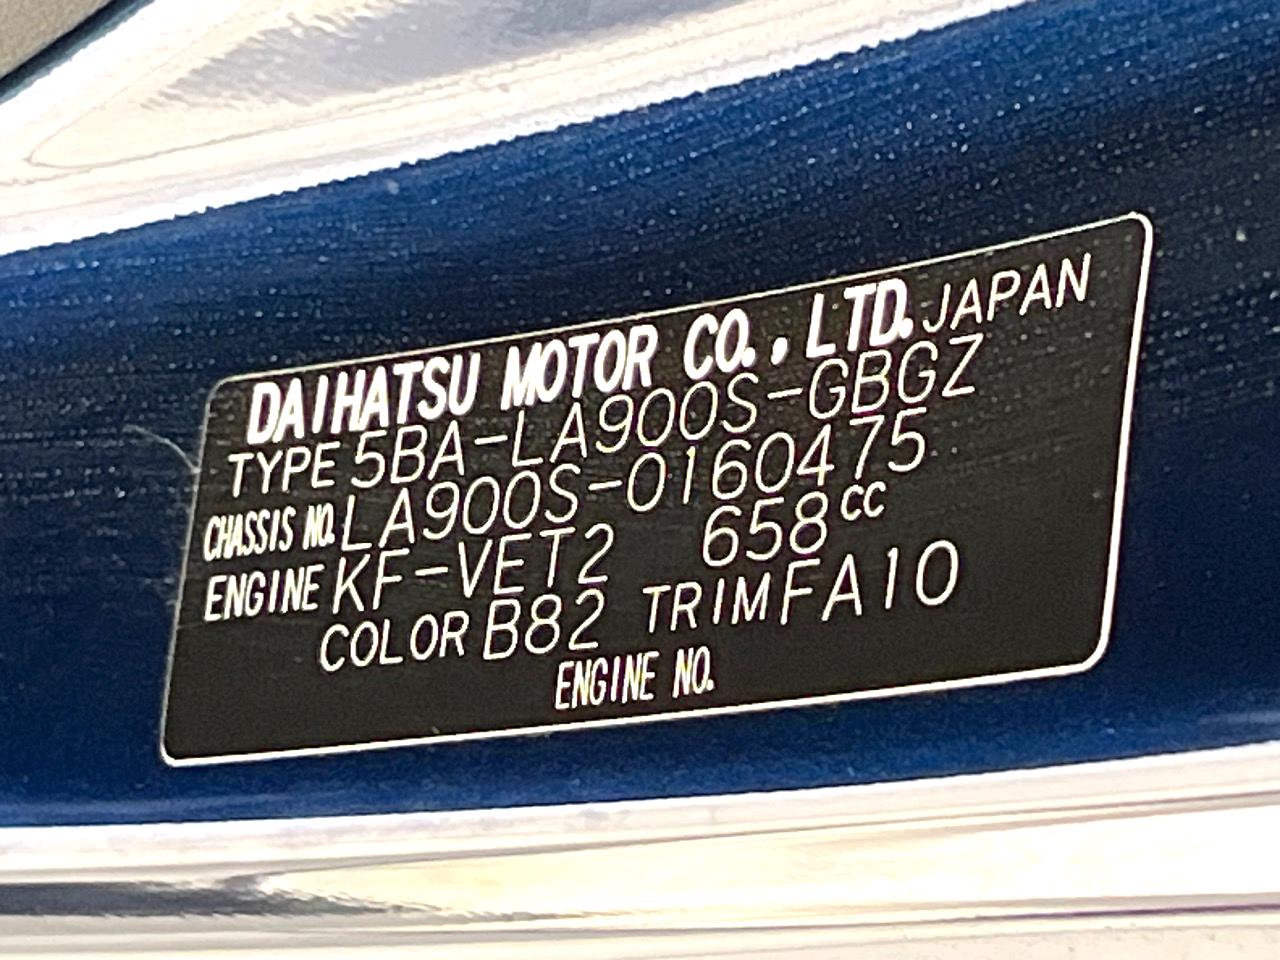 DAIHATSU MOTOR CO., LTD. JAPAN
TYPE 5BA-LA900S-GBGZ
CHASSIS NO. LA900S-0160475
ENGINE KF-VET2 658cc
COLOR B82 TRIM FA10
ENGINE NO.